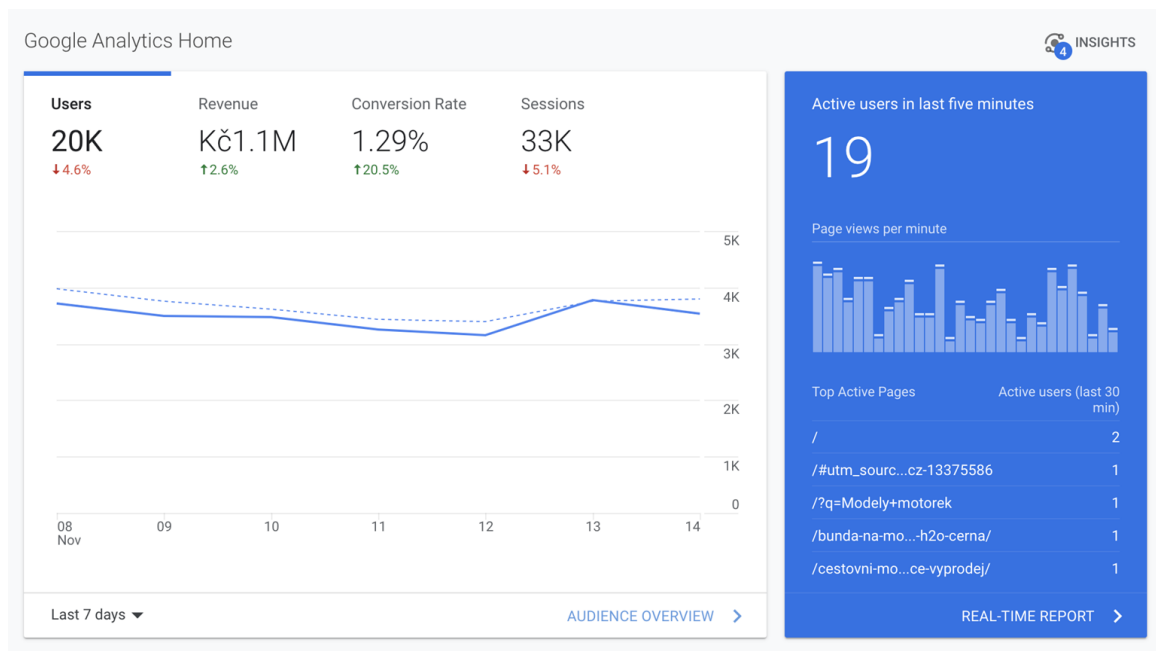 Google Analytics Home
4 INSIGHTS
Users
20K
↓4.6%
Revenue
Kč1.1M
↑2.6%
Conversion Rate
1.29%
↑20.5%
Sessions
33K
↓5.1%
5K
4K
3K
2K
1K
0
08 09 10 11 12 13 14
Nov
Last 7 days
AUDIENCE OVERVIEW
Active users in last five minutes
19
Page views per minute
Top Active Pages Active users (last 30
min)
/ 2
/#utm_sourc...cz-13375586 1
/?q=Modely+motorek 1
/bunda-na-mo...-h2o-cerna/ 1
/cestovni-mo...ce-vyprodej/ 1
REAL-TIME REPORT